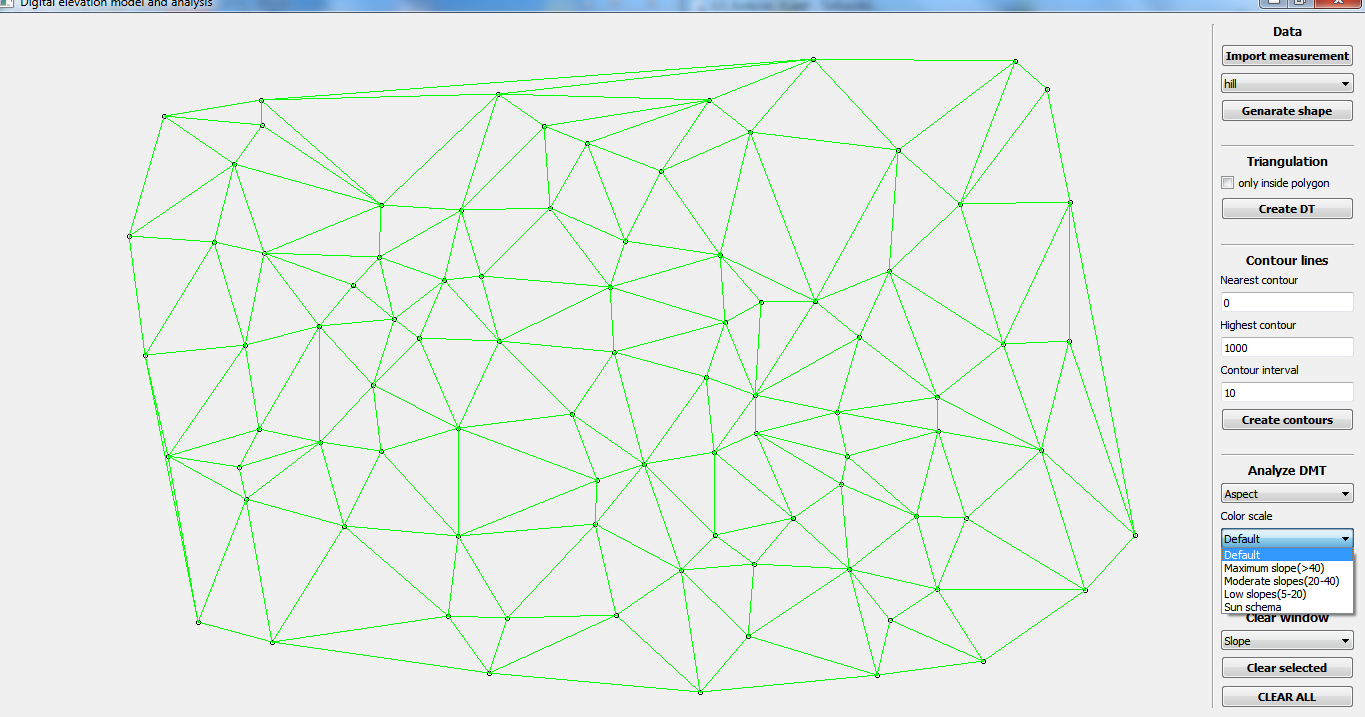 Digital elevation model and analysis
Data
Import measurement
hill
Genarate shape
Triangulation
only inside polygon
Create DT
Contour lines
Nearest contour
0
Highest contour
1000
Contour interval
10
Create contours
Analyze DMT
Aspect
Color scale
Default
Default
Maximum slope(>40)
Moderate slopes(20-40)
Low slopes(5-20)
Sun schema
Clear window
Slope
Clear selected
CLEAR ALL